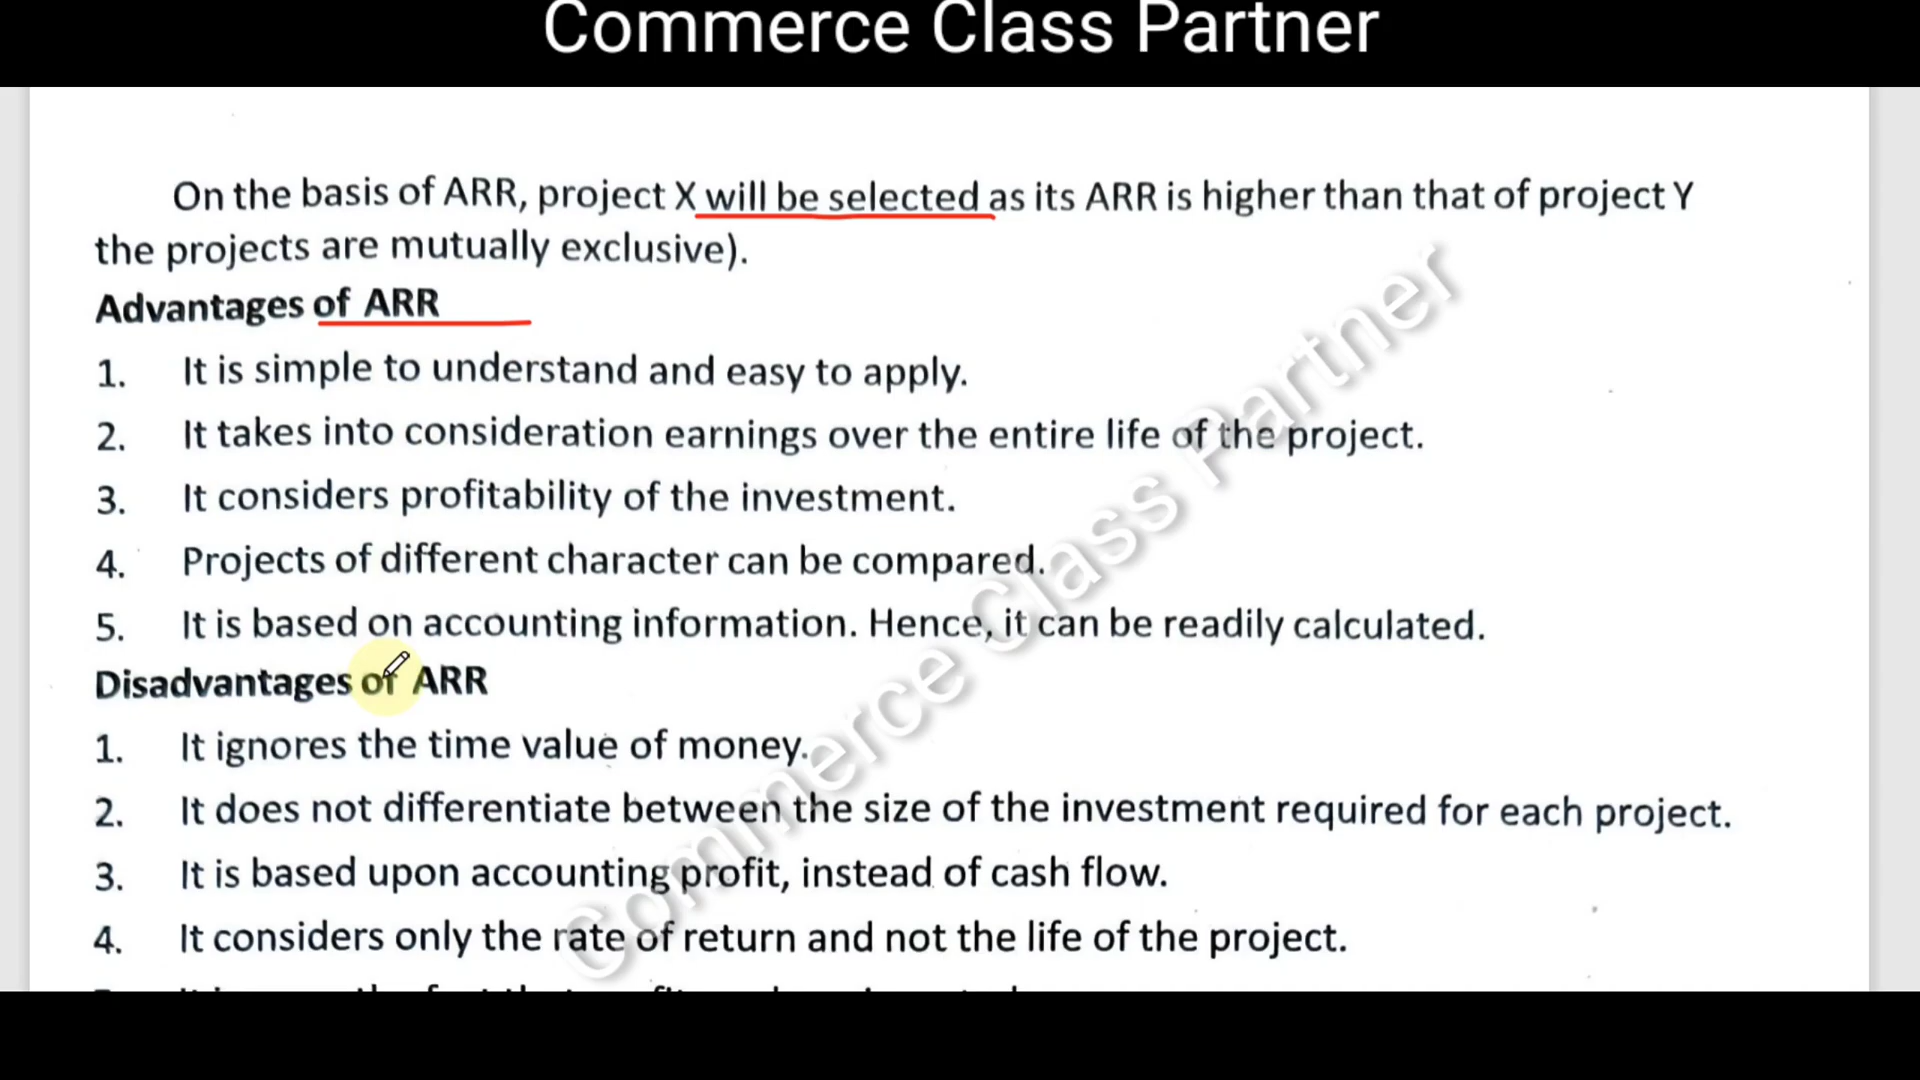 Commerce Class Partner
On the basis of ARR, project X will be selected as its ARR is higher than that of project Y
the projects are mutually exclusive).
Advantages of ARR
1. It is simple to understand and easy to apply.
2. It takes into consideration earnings over the entire life of the project.
3. It considers profitability of the investment.
4. Projects of different character can be compared.
5. It is based on accounting information. Hence, it can be readily calculated.
Disadvantages of ARR
1. It ignores the time value of money.
2. It does not differentiate between the size of the investment required for each project.
3. It is based upon accounting profit, instead of cash flow.
4. It considers only the rate of return and not the life of the project.
Commerce Class Partner